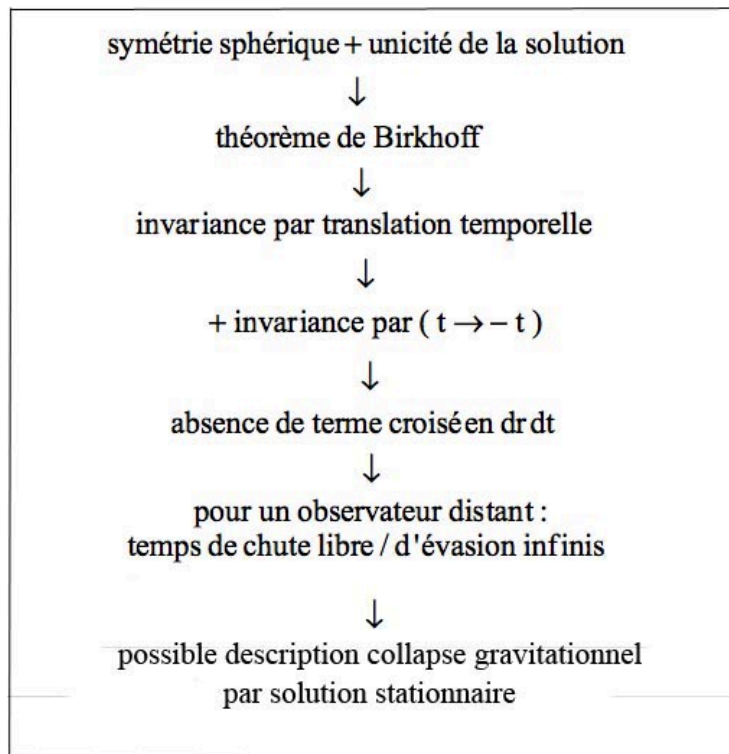 symétrie sphérique + unicité de la solution
↓
théorème de Birkhoff
↓
invariance par translation temporelle
↓
+ invariance par ( t → − t )
↓
absence de terme croisé en dr dt
↓
pour un observateur distant :
temps de chute libre / d'évasion infinis
↓
possible description collapse gravitationnel
par solution stationnaire